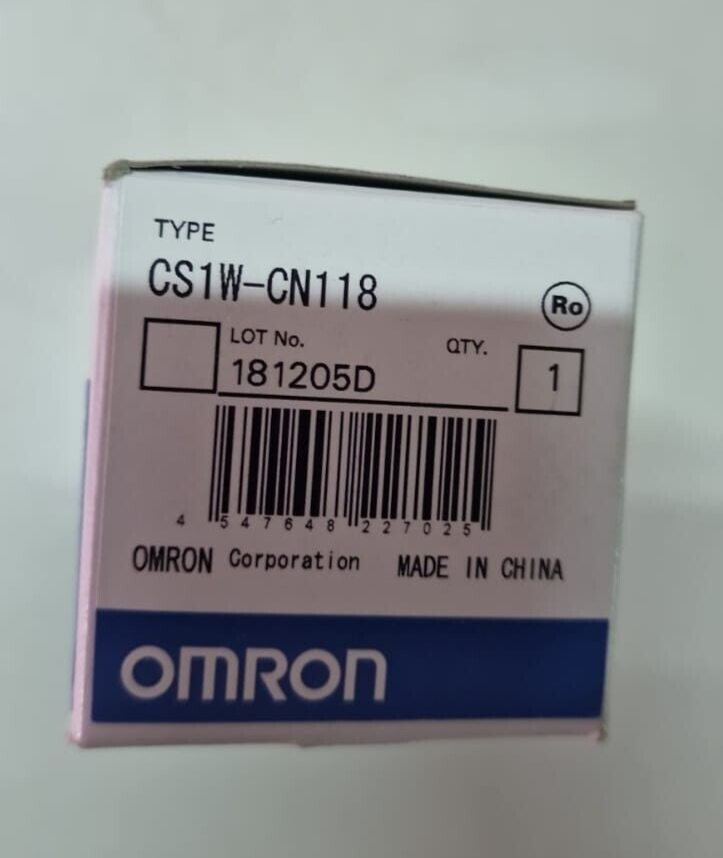 TYPE
CS1W-CN118
Ro
LOT No.
QTY.
181205D
1
4 547648 227025
OMRON Corporation MADE IN CHINA
OMRON